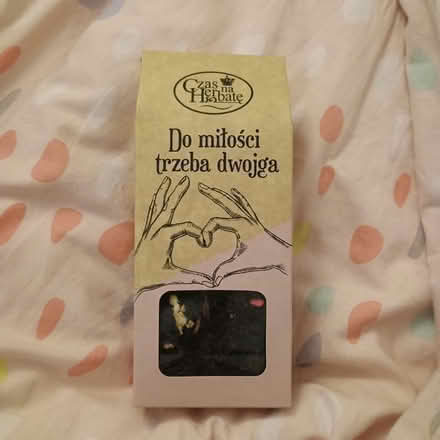 Czas na
Herbatę
Do miłości
trzeba dwojga